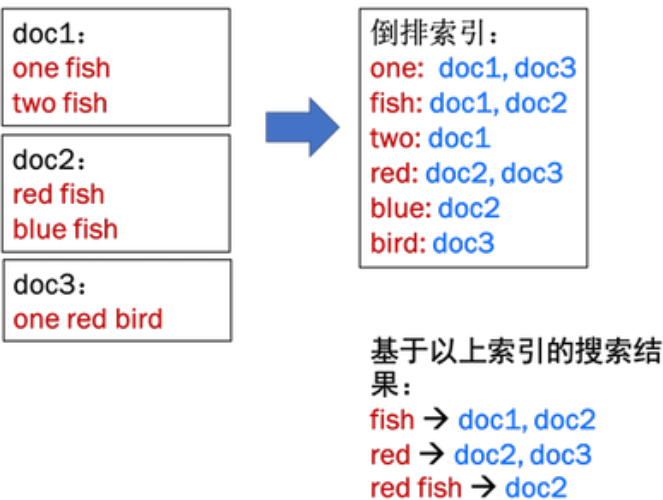 doc1：
one fish
two fish
doc2：
red fish
blue fish
doc3：
one red bird
倒排索引：
one: doc1, doc3
fish: doc1, doc2
two: doc1
red: doc2, doc3
blue: doc2
bird: doc3
基于以上索引的搜索结
果：
fish → doc1, doc2
red → doc2, doc3
red fish → doc2